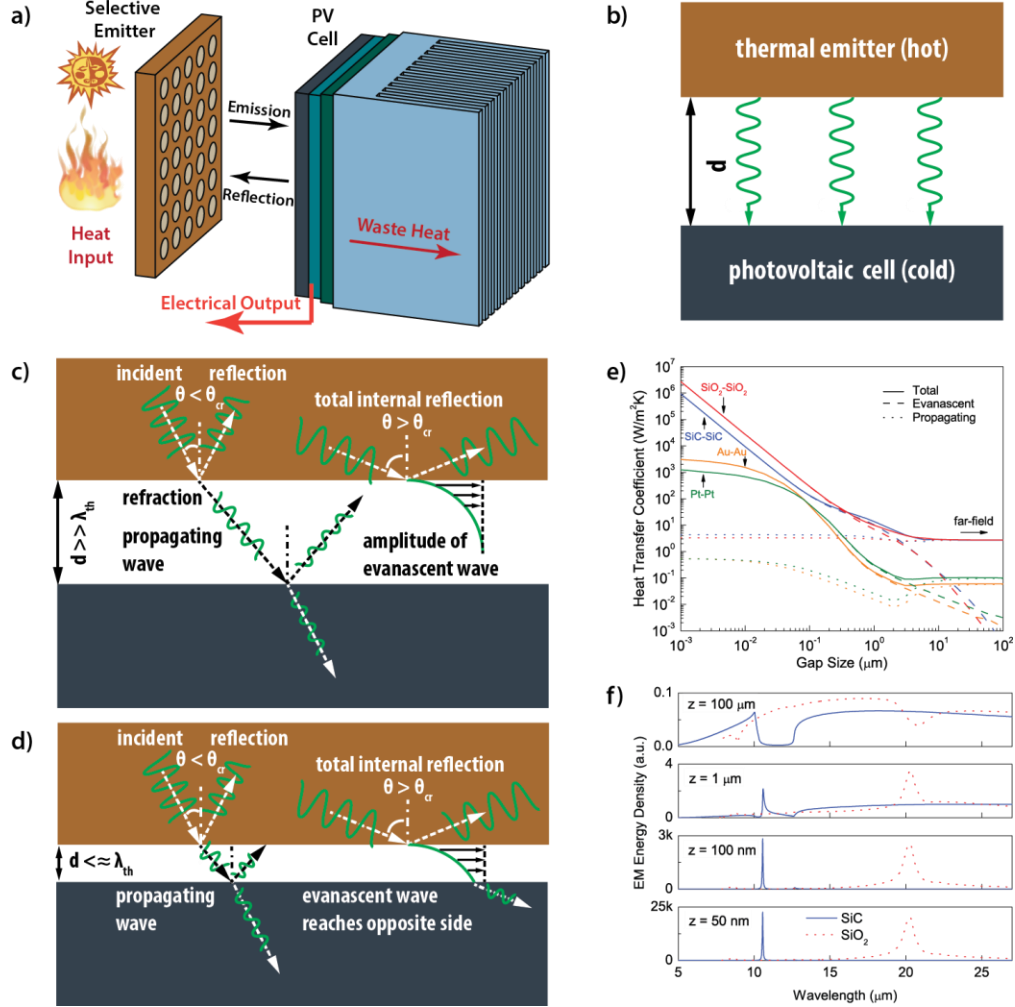 a)
Selective
Emitter
PV
Cell
Emission
Reflection
Heat
Input
Waste Heat
Electrical Output
b)
thermal emitter (hot)
d
photovoltaic cell (cold)
c)
incident reflection
θ < θcr
total internal reflection
θ > θcr
d >> λth
refraction
propagating
wave
amplitude of
evanascent wave
d)
incident reflection
θ < θcr
total internal reflection
θ > θcr
d <≈ λth
propagating
wave
evanascent wave
reaches opposite side
e)
Heat Transfer Coefficient (W/m²K)
10⁷
10⁶
10⁵
10⁴
10³
10²
10¹
10⁰
10⁻¹
10⁻²
10⁻³
SiO₂-SiO₂
SiC-SiC
Au-Au
Pt-Pt
Total
Evanascent
Propagating
far-field
10⁻³ 10⁻² 10⁻¹ 10⁰ 10¹ 10²
Gap Size (μm)
f)
EM Energy Density (a.u.)
0.1
0.0
z = 100 μm
4
0
z = 1 μm
3k
0
z = 100 nm
25k
0
z = 50 nm
SiC
SiO₂
5 10 15 20 25
Wavelength (μm)